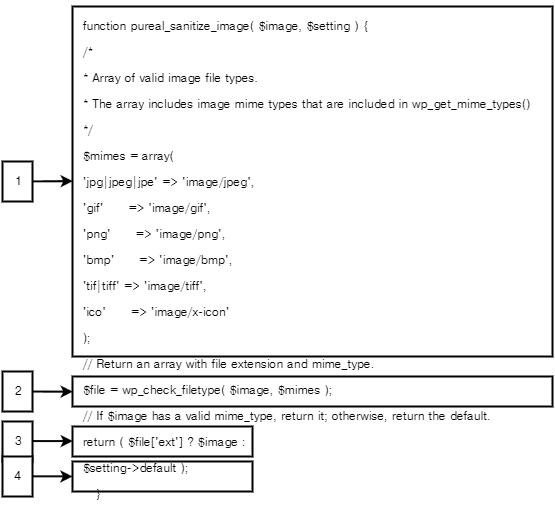 function pureal_sanitize_image( $image, $setting ) {
/*
* Array of valid image file types.
* The array includes image mime types that are included in wp_get_mime_types()
*/
$mimes = array(
1
'jpg|jpeg|jpe' => 'image/jpeg',
'gif' => 'image/gif',
'png' => 'image/png',
'bmp' => 'image/bmp',
'tif|tiff' => 'image/tiff',
'ico' => 'image/x-icon'
);
// Return an array with file extension and mime_type.
2
$file = wp_check_filetype( $image, $mimes );
// If $image has a valid mime_type, return it; otherwise, return the default.
3
return ( $file['ext'] ? $image :
4
$setting->default );
}